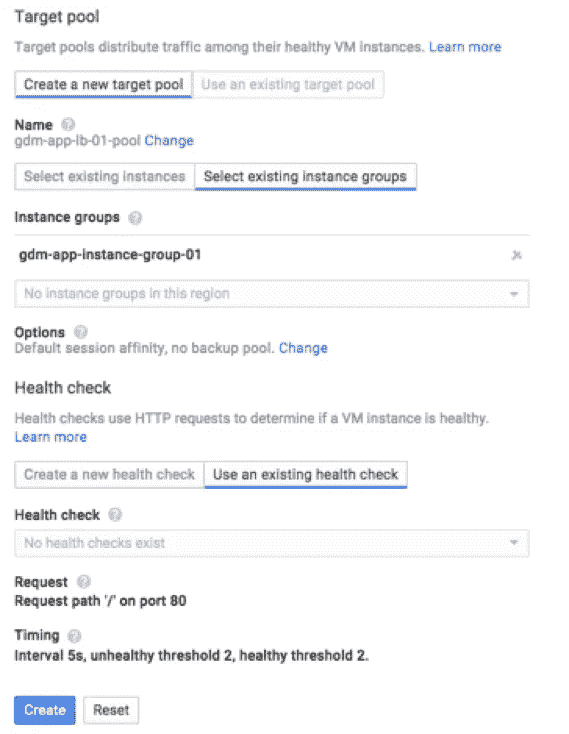 Target pool
Target pools distribute traffic among their healthy VM instances. Learn more
Create a new target pool Use an existing target pool
Name
gdm-app-lb-01-pool Change
Select existing instances Select existing instance groups
Instance groups
gdm-app-instance-group-01
No instance groups in this region
Options
Default session affinity, no backup pool. Change
Health check
Health checks use HTTP requests to determine if a VM instance is healthy.
Learn more
Create a new health check Use an existing health check
Health check
No health checks exist
Request
Request path '/' on port 80
Timing
Interval 5s, unhealthy threshold 2, healthy threshold 2.
Create Reset